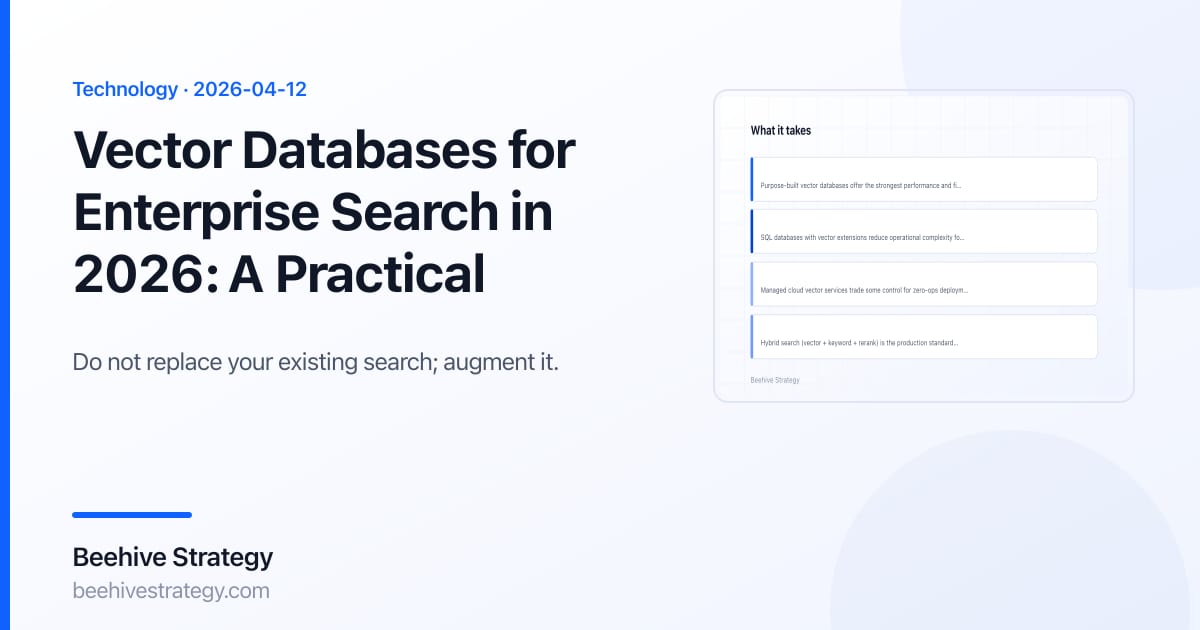 Technology · 2026-04-12
Vector Databases for
Enterprise Search in
2026: A Practical
Do not replace your existing search; augment it.
Beehive Strategy
beehivestrategy.com
What it takes
Purpose-built vector databases offer the strongest performance and fi...
SQL databases with vector extensions reduce operational complexity fo...
Managed cloud vector services trade some control for zero-ops deploym...
Hybrid search (vector + keyword + rerank) is the production standard...
Beehive Strategy